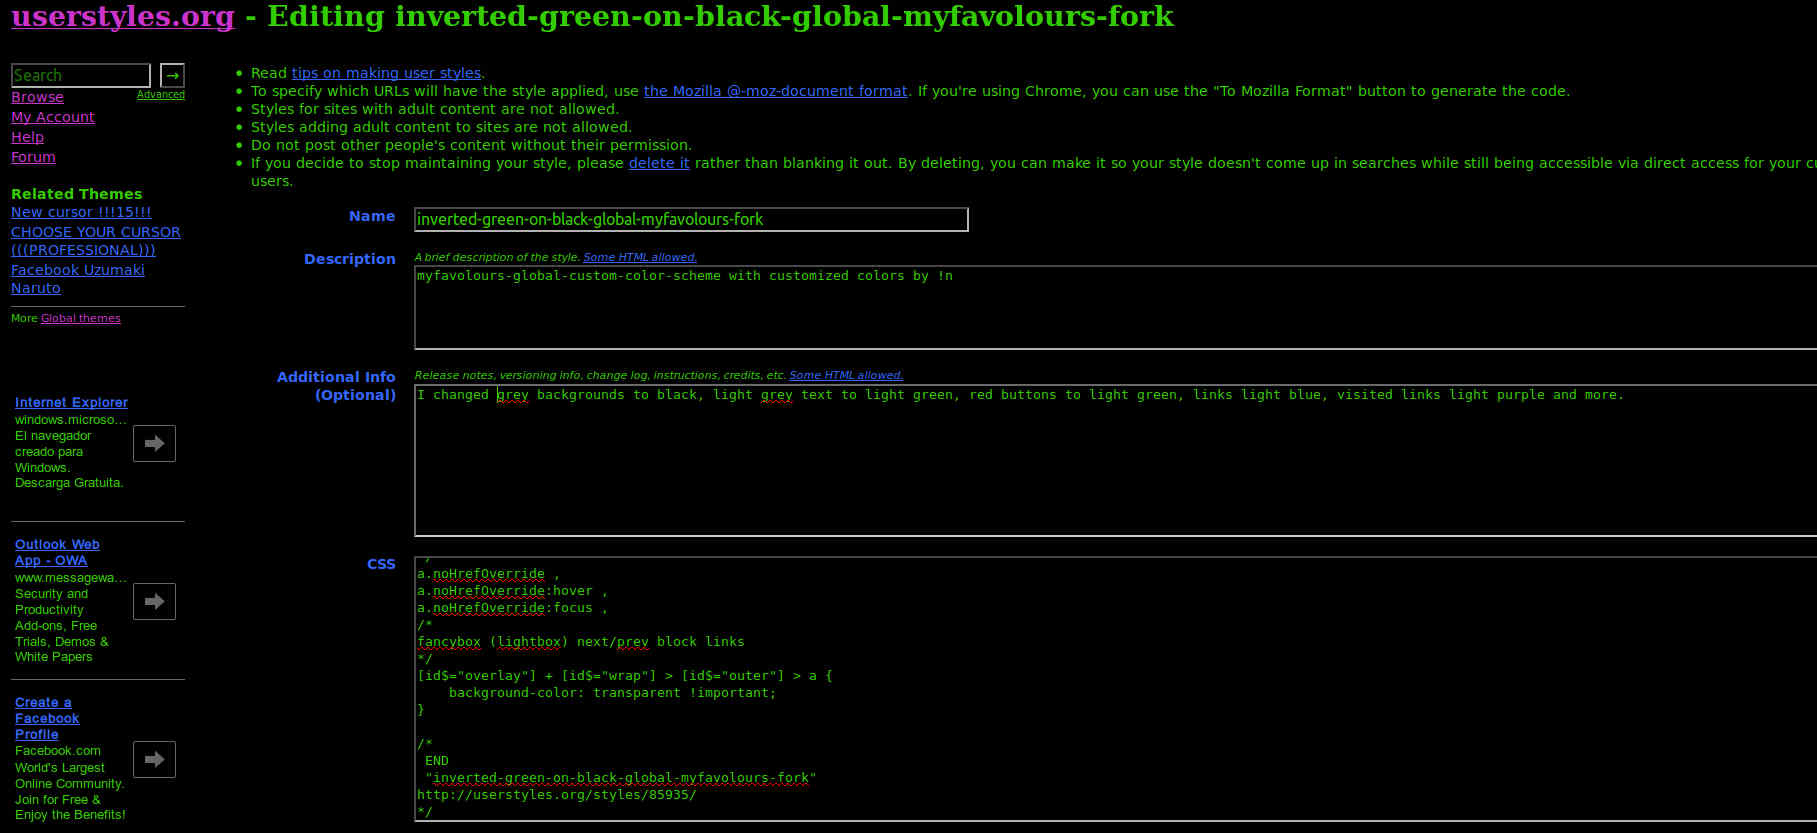 userstyles.org - Editing inverted-green-on-black-global-myfavolours-fork
Search →
Advanced
Browse
My Account
Help
Forum
Related Themes
New cursor !!!15!!!
CHOOSE YOUR CURSOR
(((PROFESSIONAL)))
Facebook Uzumaki
Naruto
More Global themes
Internet Explorer
windows.microso...
El navegador
creado para
Windows.
Descarga Gratuita.
Outlook Web
App - OWA
www.messagewa...
Security and
Productivity
Add-ons, Free
Trials, Demos &
White Papers
Create a
Facebook
Profile
Facebook.com
World's Largest
Online Community.
Join for Free &
Enjoy the Benefits!
• Read tips on making user styles.
• To specify which URLs will have the style applied, use the Mozilla @-moz-document format. If you're using Chrome, you can use the "To Mozilla Format" button to generate the code.
• Styles for sites with adult content are not allowed.
• Styles adding adult content to sites are not allowed.
• Do not post other people's content without their permission.
• If you decide to stop maintaining your style, please delete it rather than blanking it out. By deleting, you can make it so your style doesn't come up in searches while still being accessible via direct access for your
users.
Name
inverted-green-on-black-global-myfavolours-fork
Description
A brief description of the style. Some HTML allowed.
myfavolours-global-custom-color-scheme with customized colors by !n
Additional Info
(Optional)
Release notes, versioning info, change log, instructions, credits, etc. Some HTML allowed.
I changed grey backgrounds to black, light grey text to light green, red buttons to light green, links light blue, visited links light purple and more.
CSS
a.noHrefOverride ,
a.noHrefOverride:hover ,
a.noHrefOverride:focus ,
/*
fancybox (lightbox) next/prev block links
*/
[id$="overlay"] + [id$="wrap"] > [id$="outer"] > a {
background-color: transparent !important;
}
/*
END
"inverted-green-on-black-global-myfavolours-fork"
http://userstyles.org/styles/85935/
*/